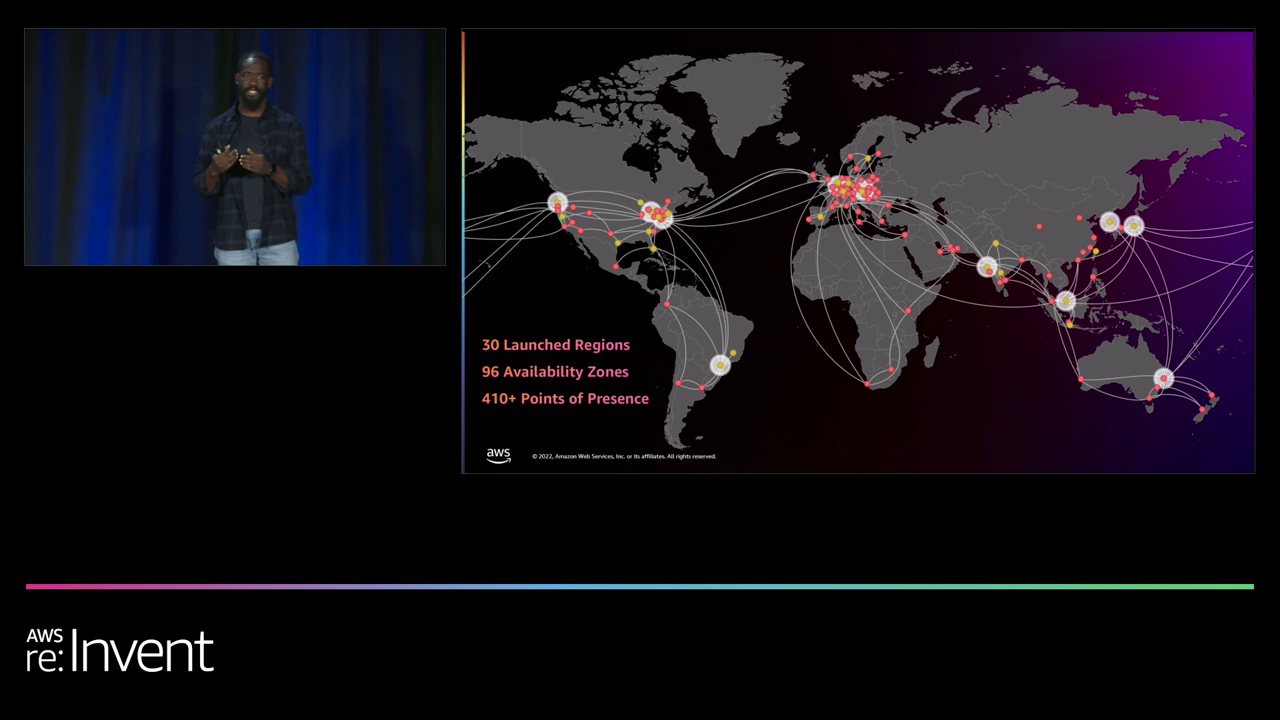 30 Launched Regions
96 Availability Zones
410+ Points of Presence
aws
© 2022, Amazon Web Services, Inc. or its affiliates. All rights reserved.
AWS
re:Invent